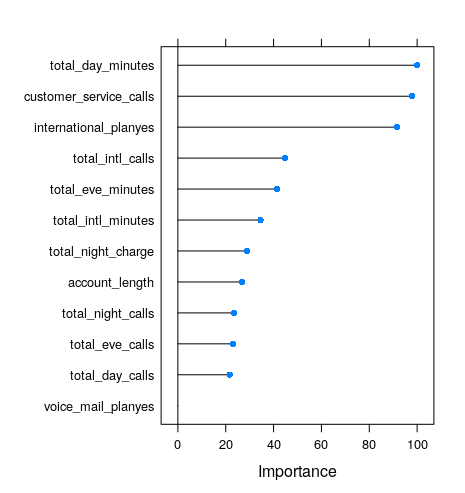 total_day_minutes
customer_service_calls
international_planyes
total_intl_calls
total_eve_minutes
total_intl_minutes
total_night_charge
account_length
total_night_calls
total_eve_calls
total_day_calls
voice_mail_planyes
0 20 40 60 80 100
Importance